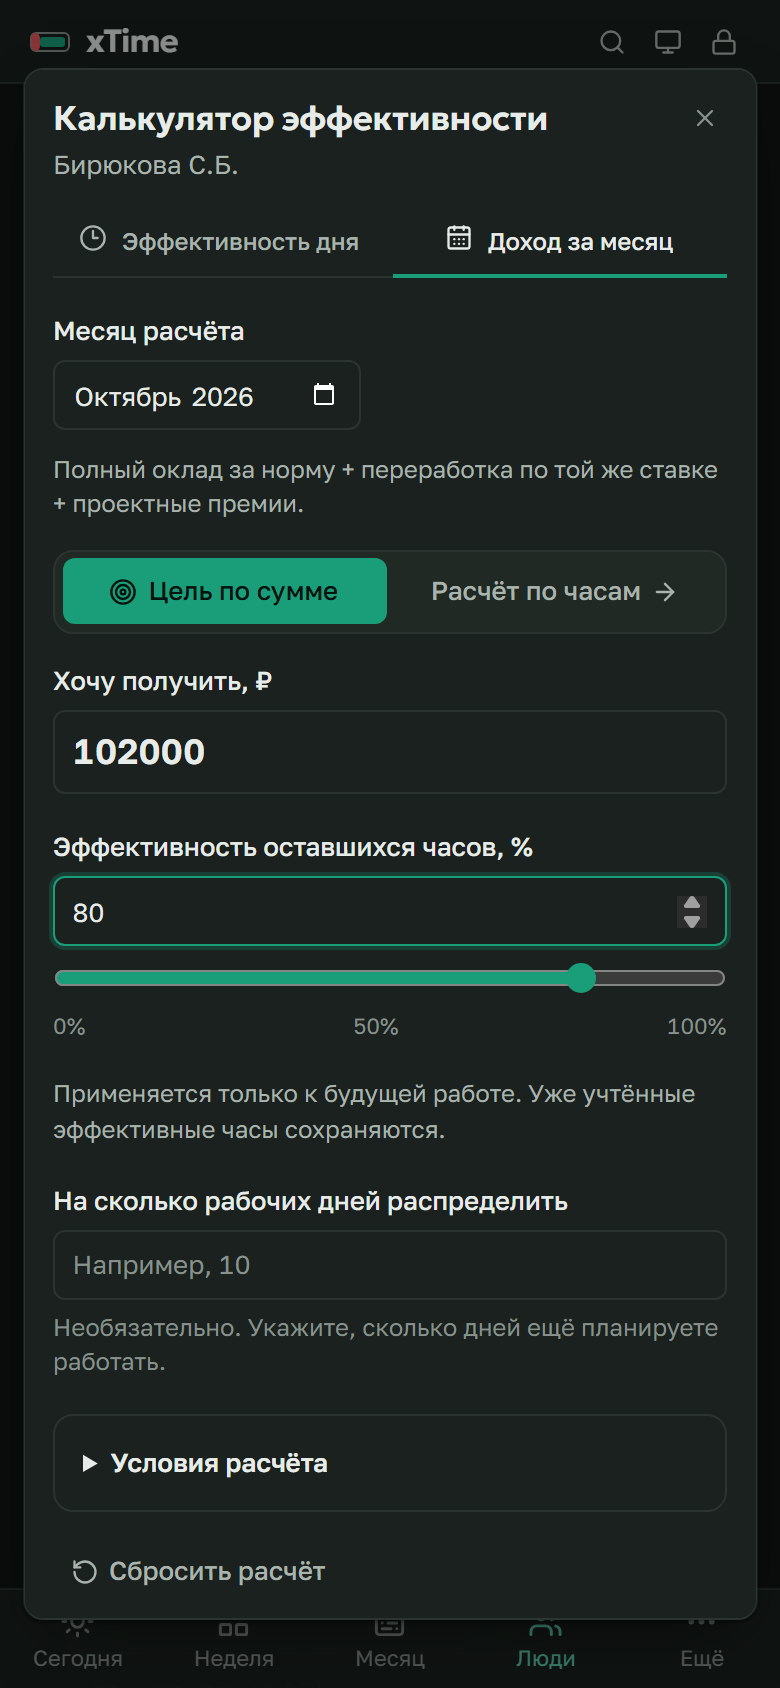 xTime
Калькулятор эффективности
Бирюкова С.Б.
Эффективность дня
Доход за месяц
Месяц расчёта
Октябрь 2026
Полный оклад за норму + переработка по той же ставке
+ проектные премии.
Цель по сумме
Расчёт по часам →
Хочу получить, ₽
102000
Эффективность оставшихся часов, %
80
0%
50%
100%
Применяется только к будущей работе. Уже учтённые
эффективные часы сохраняются.
На сколько рабочих дней распределить
Например, 10
Необязательно. Укажите, сколько дней ещё планируете
работать.
Условия расчёта
Сбросить расчёт
Сегодня
Неделя
Месяц
Люди
Ещё